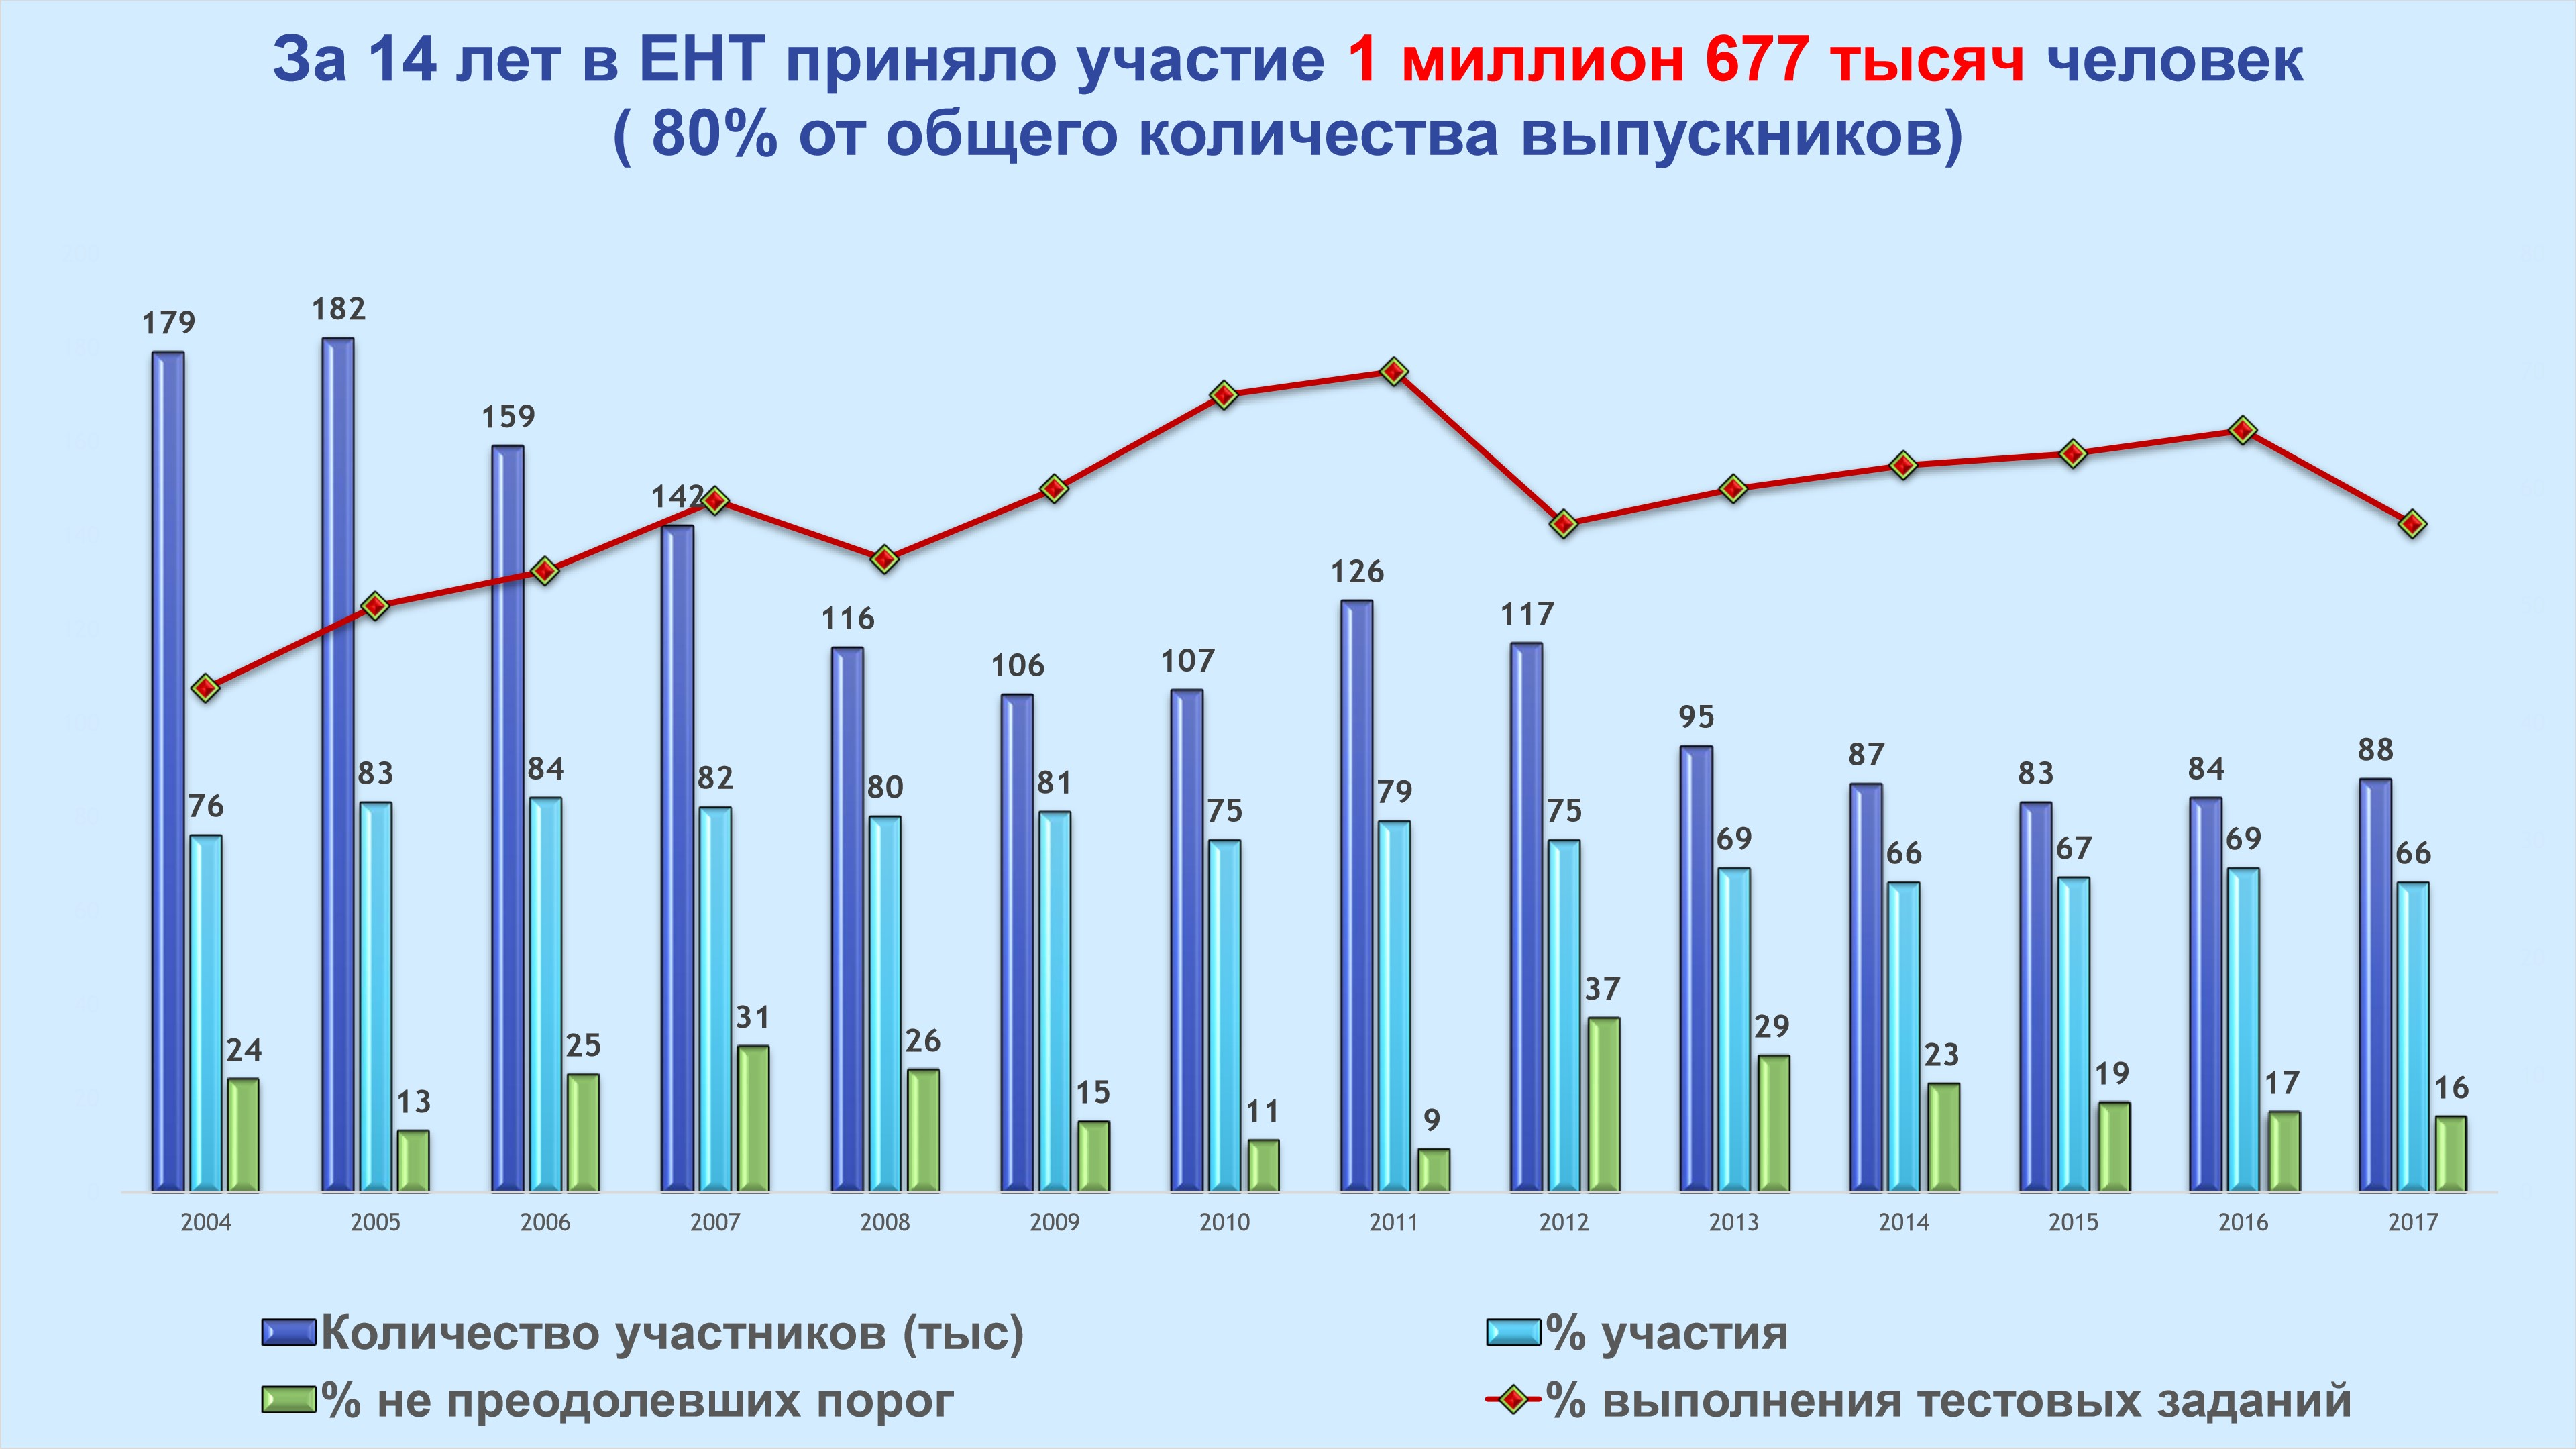 За 14 лет в ЕНТ приняло участие 1 миллион 677 тысяч человек
( 80% от общего количества выпускников)
179 182 159 142 116 106 107 126 117 95 87 83 84 88
76 83 84 82 80 81 75 79 75 69 66 67 69 66
24 13 25 31 26 15 11 9 37 29 23 19 17 16
2004 2005 2006 2007 2008 2009 2010 2011 2012 2013 2014 2015 2016 2017
Количество участников (тыс) % участия
% не преодолевших порог % выполнения тестовых заданий